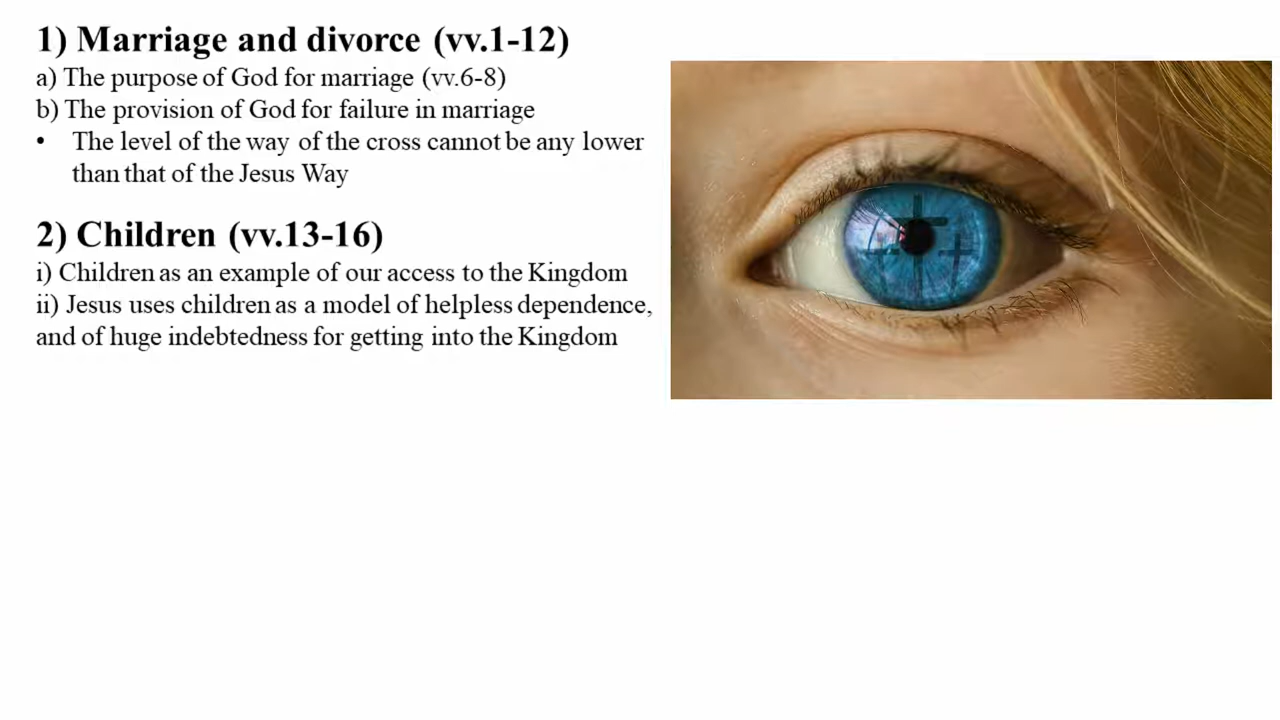 1) Marriage and divorce (vv.1-12)
a) The purpose of God for marriage (vv.6-8)
b) The provision of God for failure in marriage
• The level of the way of the cross cannot be any lower
than that of the Jesus Way
2) Children (vv.13-16)
i) Children as an example of our access to the Kingdom
ii) Jesus uses children as a model of helpless dependence,
and of huge indebtedness for getting into the Kingdom